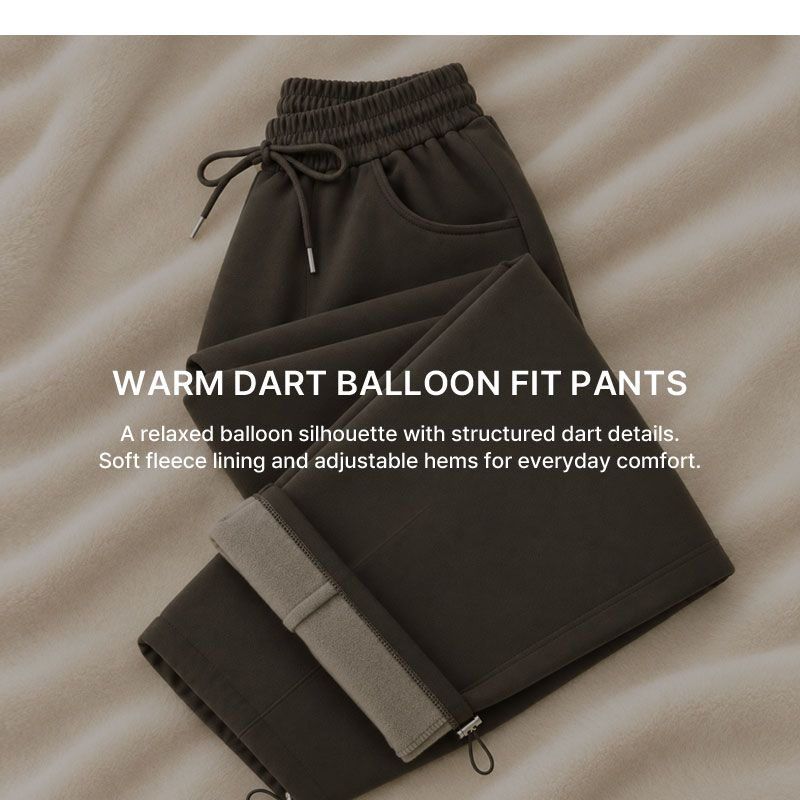 WARM DART BALLOON FIT PANTS
A relaxed balloon silhouette with structured dart details.
Soft fleece lining and adjustable hems for everyday comfort.